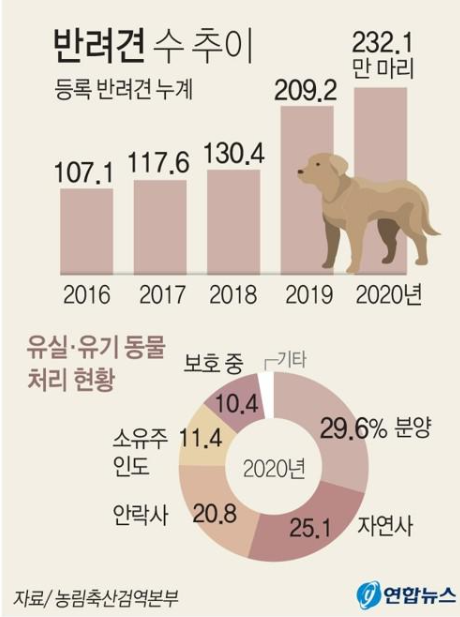 반려견 수 추이
등록 반려견 누계
232.1
만 마리
209.2
130.4
117.6
107.1
2016
2017
2018
2019
2020년
유실·유기 동물
처리 현황
보호 중
기타
10.4
29.6% 분양
소유주
인도
11.4
2020년
안락사
20.8
25.1
자연사
자료/ 농림축산검역본부
y 연합뉴스